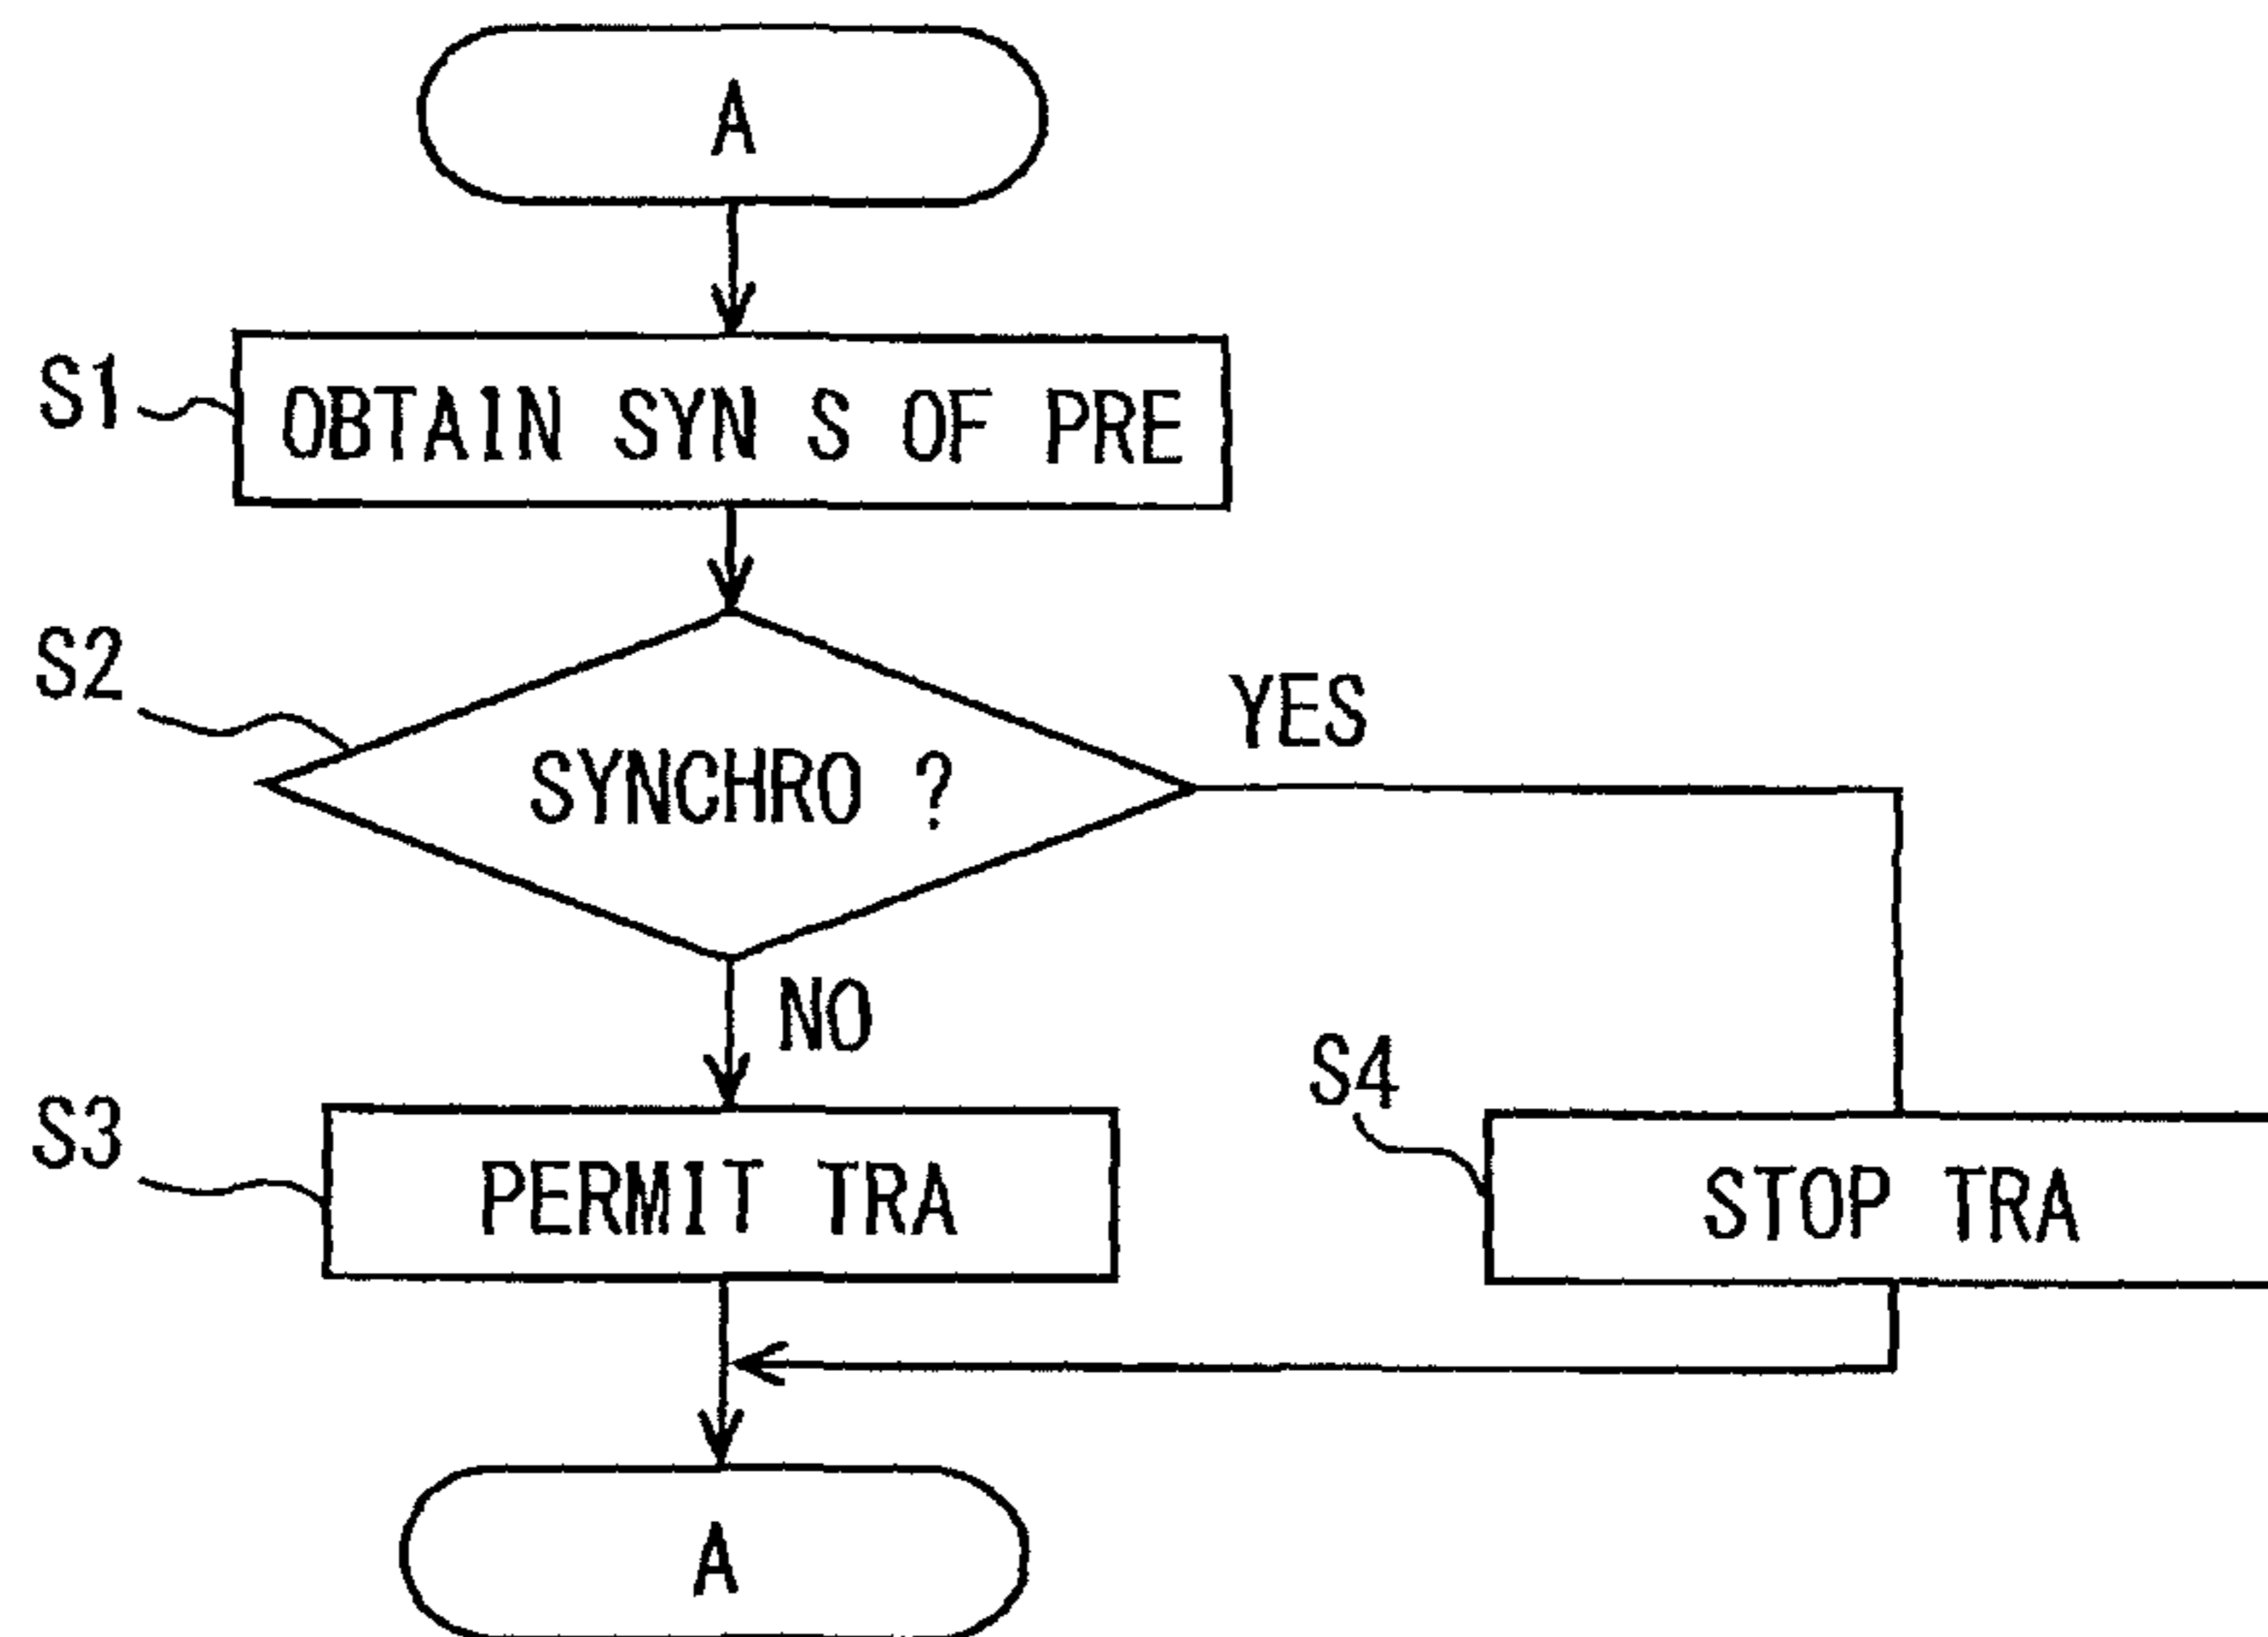 A
S1
OBTAIN SYN S OF PRE
S2
SYNCHRO ?
YES
NO
S3
PERMIT TRA
S4
STOP TRA
A